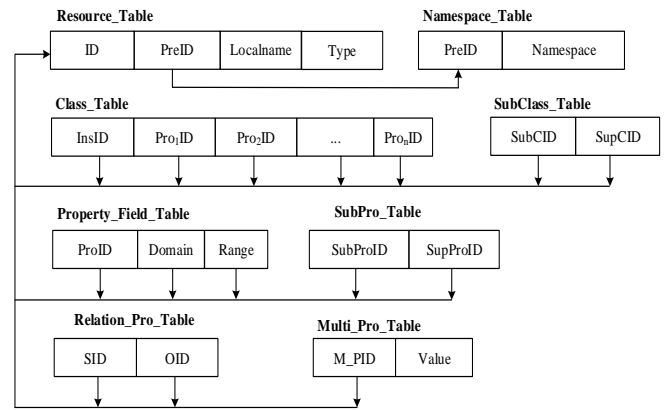 Resource_Table Namespace_Table
ID PreID Localname Type PreID Namespace
Class_Table SubClass_Table
InsID Pro₁ID Pro₂ID ... ProₙID SubCID SupCID
Property_Field_Table SubPro_Table
ProID Domain Range SubProID SupProID
Relation_Pro_Table Multi_Pro_Table
SID OID M_PID Value